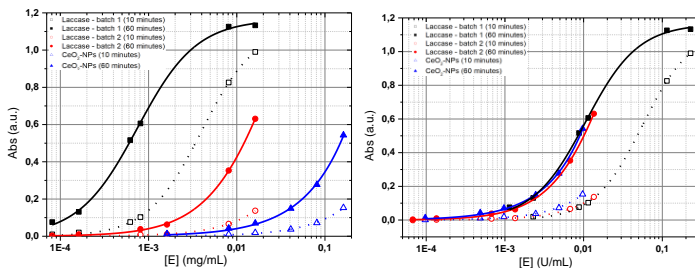 Laccase - batch 1 (10 minutes)
Laccase - batch 1 (60 minutes)
Laccase - batch 2 (10 minutes)
Laccase - batch 2 (60 minutes)
CeO2-NPs (10 minutes)
CeO2-NPs (60 minutes)
1,2
1,0
0,8
0,6
0,4
0,2
0,0
Abs (a.u.)
1E-4 1E-3 0,01 0,1
[E] (mg/mL)
Laccase - batch 1 (10 minutes)
Laccase - batch 1 (60 minutes)
Laccase - batch 2 (10 minutes)
Laccase - batch 2 (60 minutes)
CeO2-NPs (10 minutes)
CeO2-NPs (60 minutes)
1,2
1,0
0,8
0,6
0,4
0,2
0,0
Abs (a.u.)
1E-4 1E-3 0,01 0,1
[E] (U/mL)